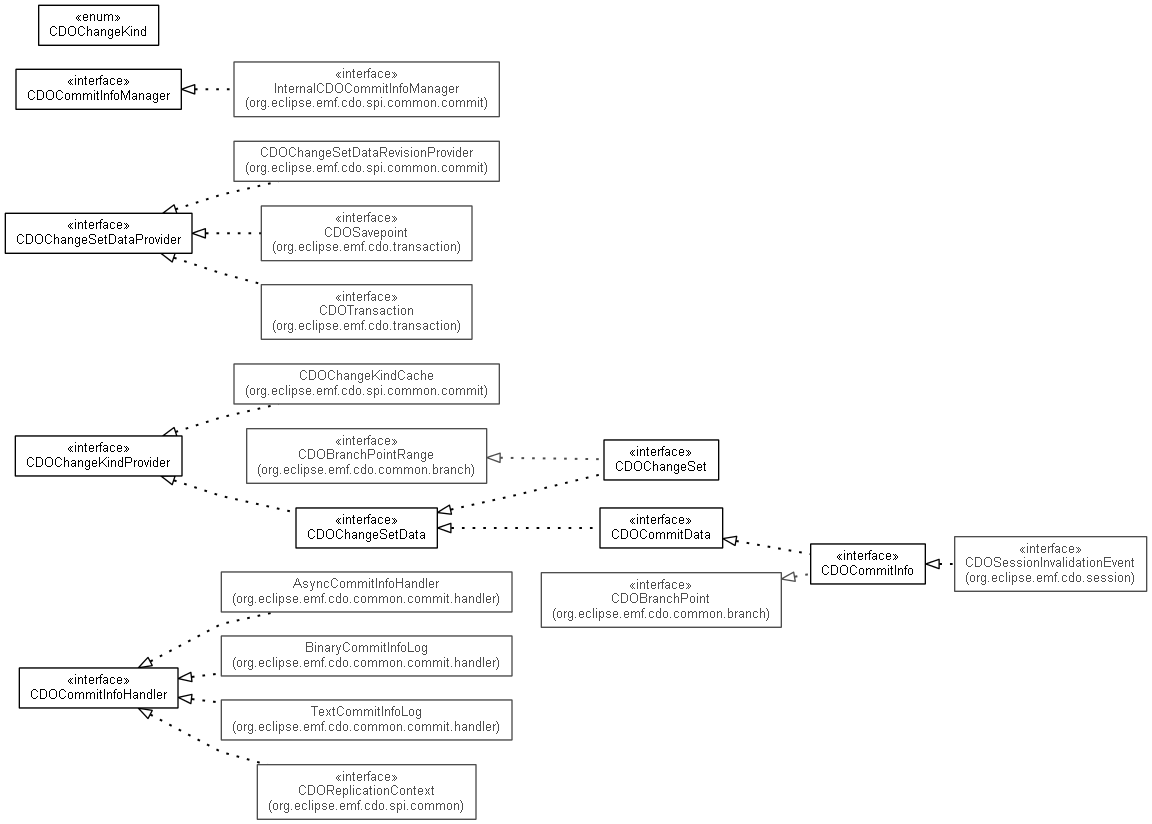 «enum»
CDOChangeKind
«interface»
CDOCommitInfoManager
«interface»
InternalCDOCommitInfoManager
(org.eclipse.emf.cdo.spi.common.commit)
CDOChangeSetDataRevisionProvider
(org.eclipse.emf.cdo.spi.common.commit)
«interface»
CDOChangeSetDataProvider
«interface»
CDOSavepoint
(org.eclipse.emf.cdo.transaction)
«interface»
CDOTransaction
(org.eclipse.emf.cdo.transaction)
CDOChangeKindCache
(org.eclipse.emf.cdo.spi.common.commit)
«interface»
CDOChangeKindProvider
«interface»
CDOBranchPointRange
(org.eclipse.emf.cdo.common.branch)
«interface»
CDOChangeSet
«interface»
CDOChangeSetData
«interface»
CDOCommitData
«interface»
CDOCommitInfo
«interface»
CDOSessionInvalidationEvent
(org.eclipse.emf.cdo.session)
«interface»
CDOBranchPoint
(org.eclipse.emf.cdo.common.branch)
AsyncCommitInfoHandler
(org.eclipse.emf.cdo.common.commit.handler)
BinaryCommitInfoLog
(org.eclipse.emf.cdo.common.commit.handler)
«interface»
CDOCommitInfoHandler
TextCommitInfoLog
(org.eclipse.emf.cdo.common.commit.handler)
«interface»
CDOReplicationContext
(org.eclipse.emf.cdo.spi.common)